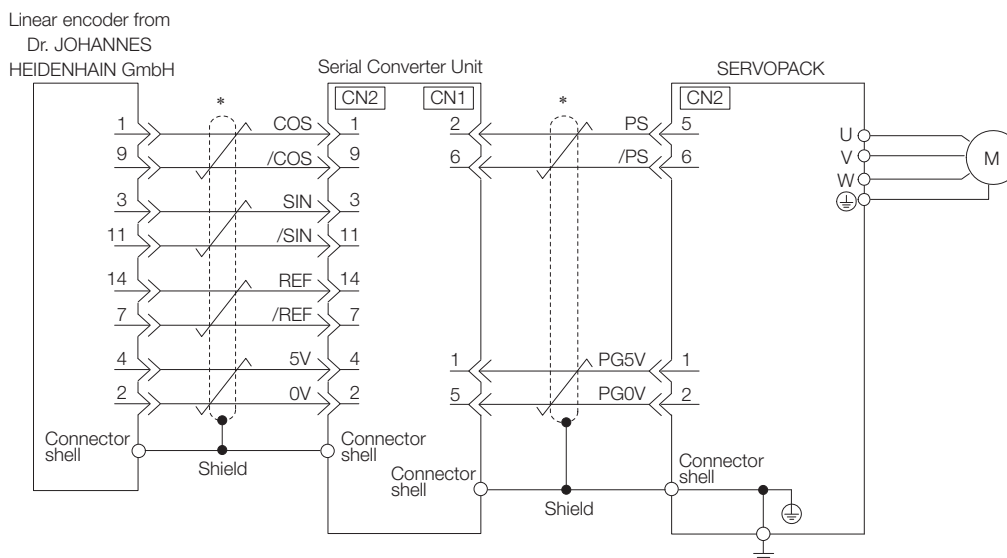 Linear encoder from
Dr. JOHANNES
HEIDENHAIN GmbH
Serial Converter Unit
SERVOPACK
CN2
CN1
CN2
*
*
1 COS 1
9 /COS 9
3 SIN 3
11 /SIN 11
14 REF 14
7 /REF 7
4 5V 4
2 0V 2
2 PS 5
6 /PS 6
1 PG5V 1
5 PG0V 2
U
V
W
M
Connector
shell
Shield
Connector
shell
Connector
shell
Shield
Connector
shell